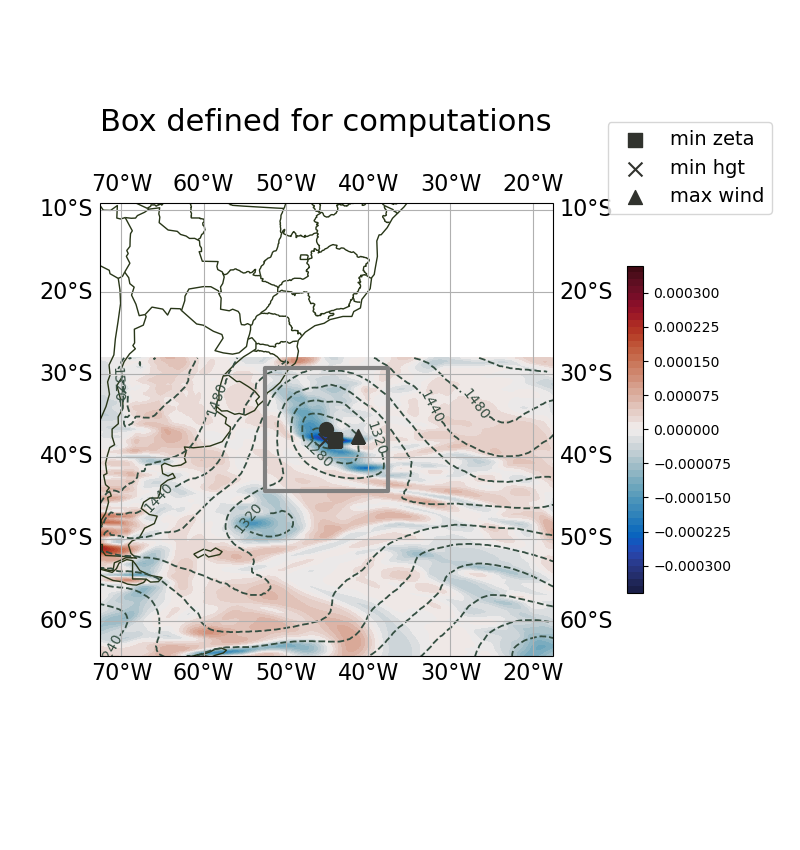 Box defined for computations
min zeta
min hgt
max wind
70°W 60°W 50°W 40°W 30°W 20°W
10°S 10°S
20°S 20°S
30°S 30°S
40°S 40°S
50°S 50°S
60°S 60°S
70°W 60°W 50°W 40°W 30°W 20°W
0.000300
0.000225
0.000150
0.000075
0.000000
−0.000075
−0.000150
−0.000225
−0.000300
1480
1440
1480
1320
1280
1440
1320